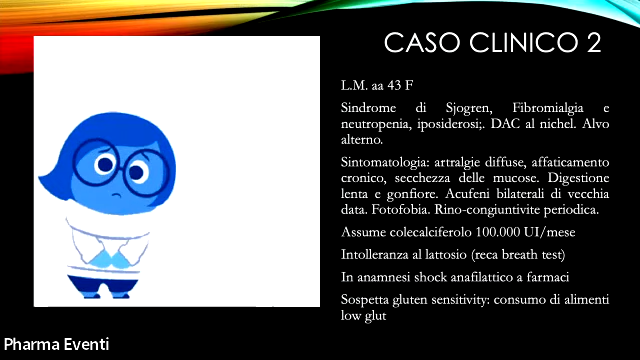 CASO CLINICO 2
L.M. aa 43 F
Sindrome di Sjogren, Fibromialgia e
neutropenia, iposiderosi;. DAC al nichel. Alvo
alterno.
Sintomatologia: artralgie diffuse, affaticamento
cronico, secchezza delle mucose. Digestione
lenta e gonfiore. Acufeni bilaterali di vecchia
data. Fotofobia. Rino-congiuntivite periodica.
Assume colecalciferolo 100.000 UI/mese
Intolleranza al lattosio (reca breath test)
In anamnesi shock anafilattico a farmaci
Sospetta gluten sensitivity: consumo di alimenti
low glut
Pharma Eventi